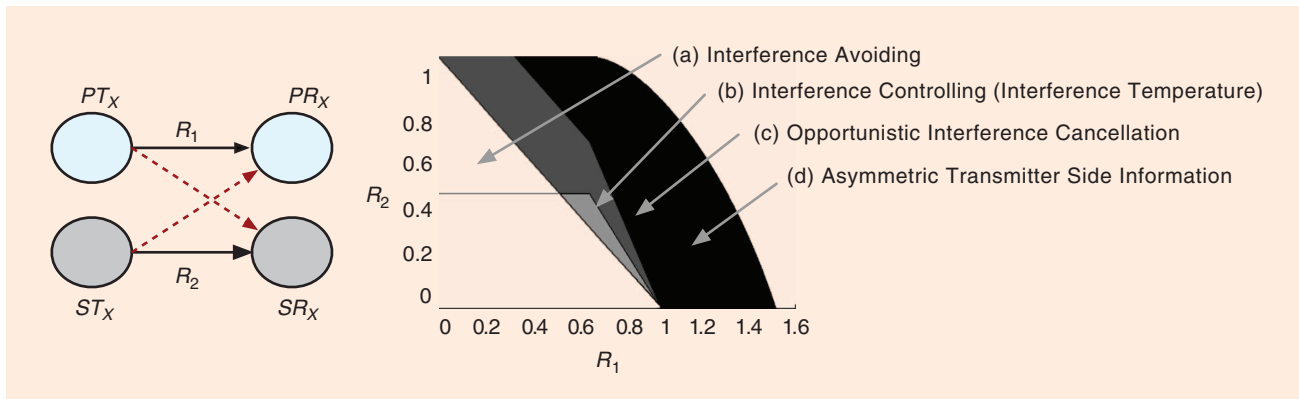 PTX
PRX
R1
R2
STX
SRX
(a) Interference Avoiding
(b) Interference Controlling (Interference Temperature)
(c) Opportunistic Interference Cancellation
(d) Asymmetric Transmitter Side Information
1
0.8
0.6
R2
0.4
0.2
0
0 0.2 0.4 0.6 0.8 1 1.2 1.4 1.6
R1